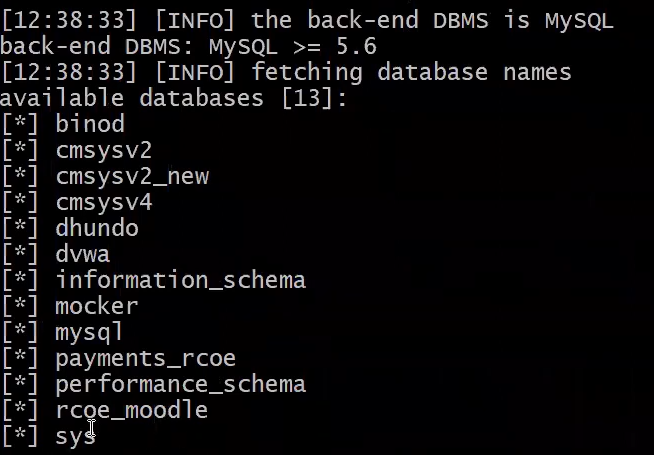 [12:38:33] [INFO] the back-end DBMS is MySQL
back-end DBMS: MySQL >= 5.6
[12:38:33] [INFO] fetching database names
available databases [13]:
[*] binod
[*] cmsysv2
[*] cmsysv2_new
[*] cmsysv4
[*] dhundo
[*] dvwa
[*] information_schema
[*] mocker
[*] mysql
[*] payments_rcoe
[*] performance_schema
[*] rcoe_moodle
[*] sys